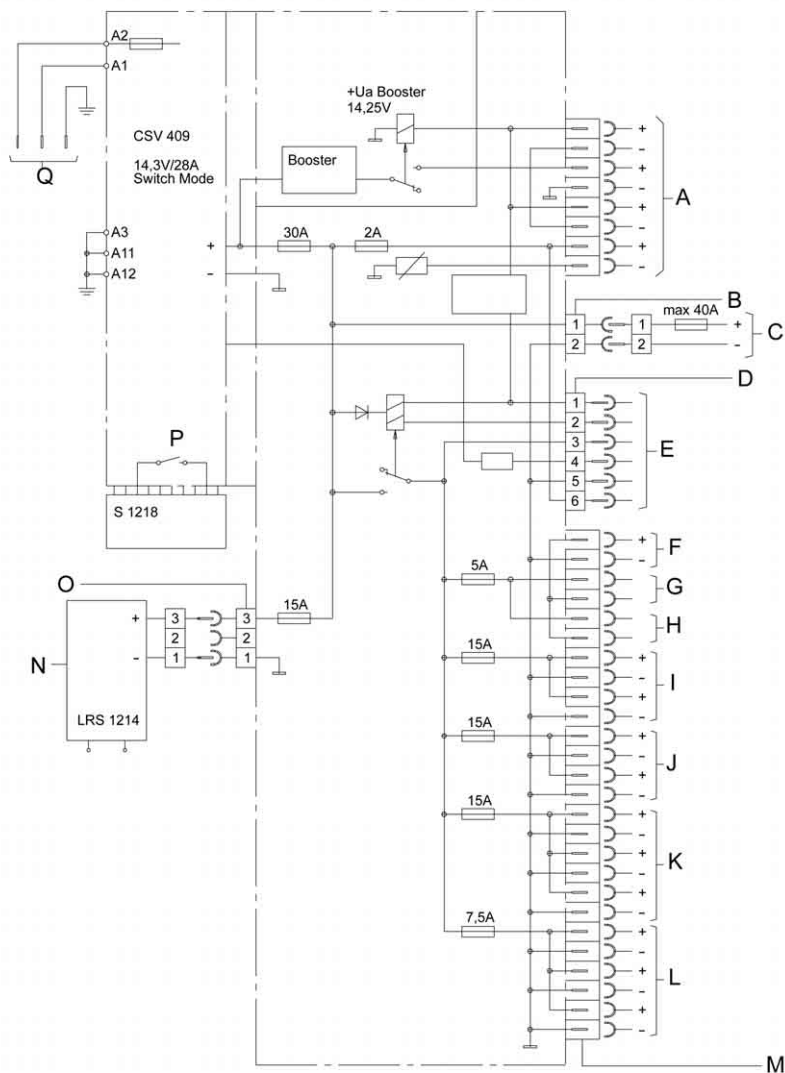 A2
A1
+Ua Booster
14,25V
CSV 409
14,3V/28A
Switch Mode
Booster
Q
+
-
+
-
+
-
+
-
A
A3
A11
A12
+
-
30A
2A
B
1
2
1
2
max 40A
+
-
C
D
1
2
3
4
5
6
E
P
S 1218
+
-
F
G
H
5A
O
15A
N
+
-
LRS 1214
3
2
1
3
2
1
15A
+
-
+
-
I
15A
+
-
+
-
J
15A
+
-
+
-
+
-
K
7,5A
+
-
+
-
+
-
L
M